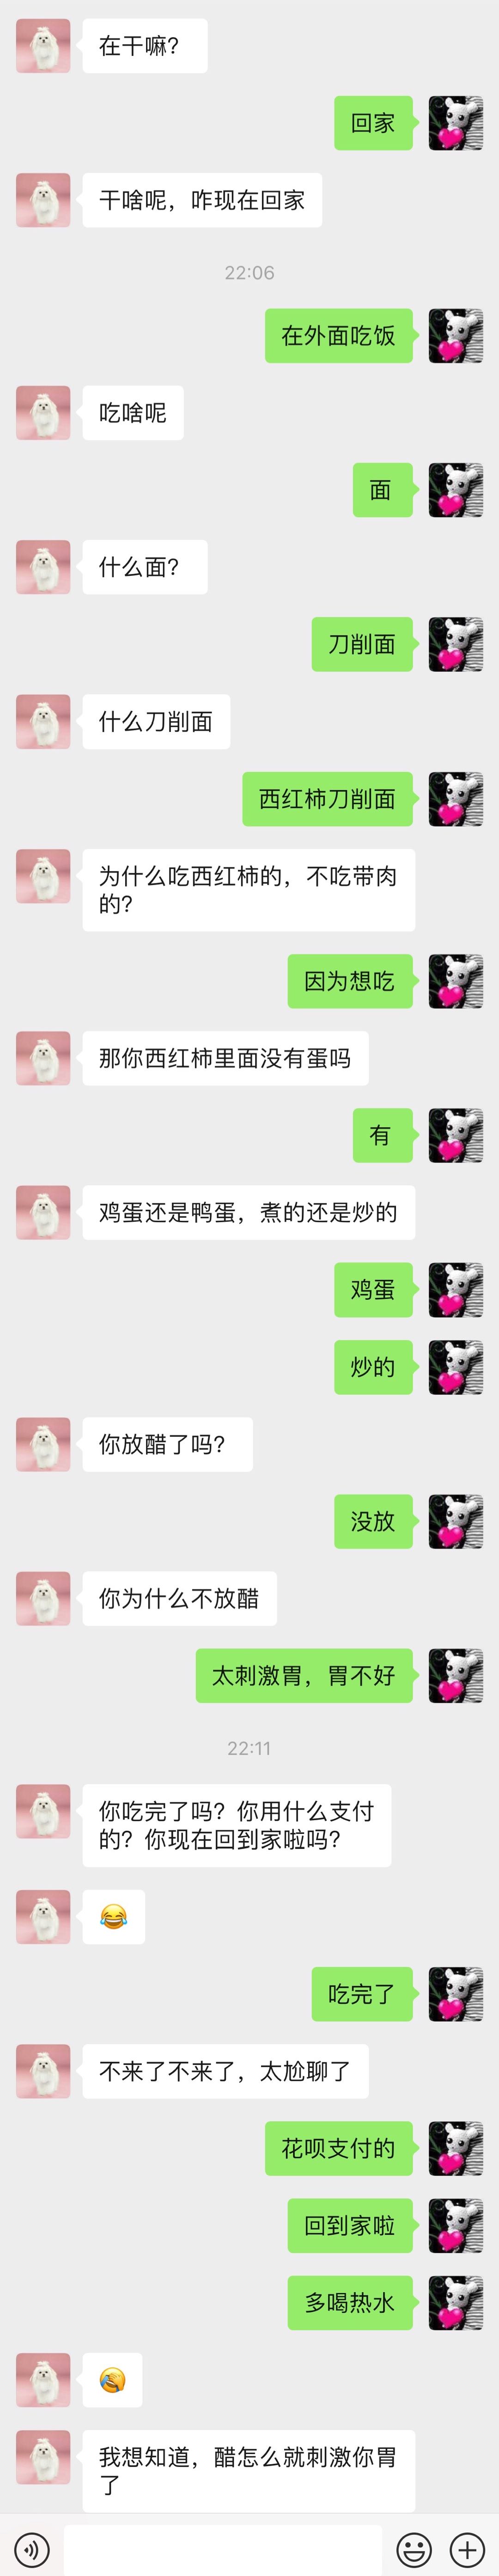 在干嘛?
回家
干啥呢，咋现在回家
22:06
在外面吃饭
吃啥呢
面
什么面?
刀削面
什么刀削面
西红柿刀削面
为什么吃西红柿的，不吃带肉
的?
因为想吃
那你西红柿里面没有蛋吗
有
鸡蛋还是鸭蛋，煮的还是炒的
鸡蛋
炒的
你放醋了吗?
没放
你为什么不放醋
太刺激胃，胃不好
22:11
你吃完了吗？你用什么支付
的？你现在回到家啦吗?
😂
吃完了
不来了不来了，太尬聊了
花呗支付的
回到家啦
多喝热水
🤦
我想知道，醋怎么就刺激你胃
了